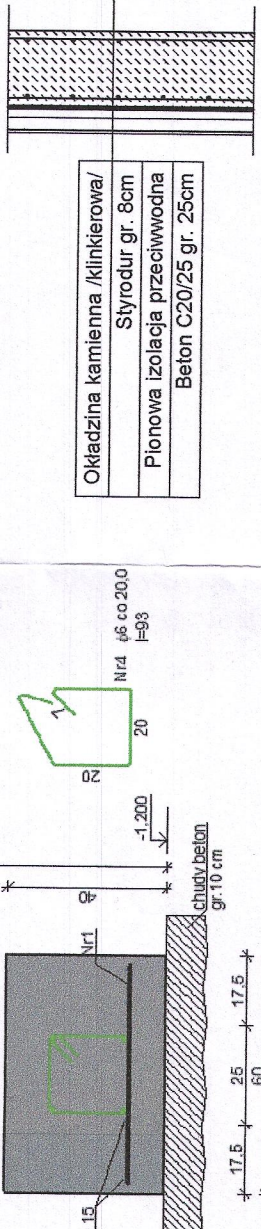 Okładzina kamienna /klinkierowa/
Styrodur gr. 8cm
Pionowa izolacja przeciwwodna
Beton C20/25 gr. 25cm
20
20
Nr4 ϕ6 co 20,0
l=93
40
-1,200
Nr1
15
chudy beton
gr.10 cm
17.5
25
17.5
60